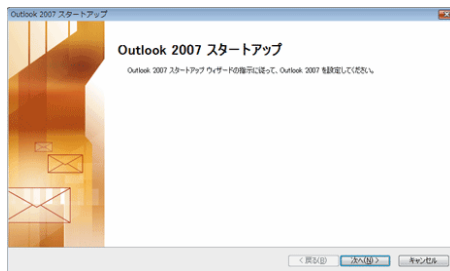 Outlook 2007 スタートアップ
Outlook 2007 スタートアップ
Outlook 2007 スタートアップ ウィザードの指示に従って、Outlook 2007 を設定してください。
< 戻る(B) 次へ(N) > キャンセル